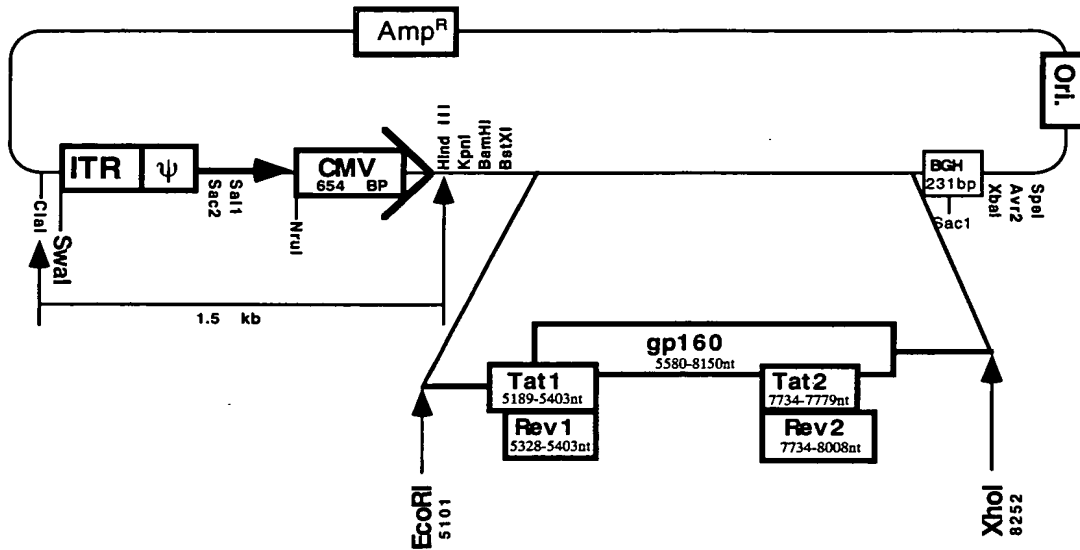 Amp^R
Ori.
ITR
ψ
CMV
654 BP
HInd III
KpnI
BamHI
BstXI
BGH
231bp
Sac1
XbaI
Avr2
SpeI
ClaI
SwaI
Sac2
Sal1
NruI
1.5 kb
gp160
5580-8150nt
Tat1
5189-5403nt
Rev1
5328-5403nt
Tat2
7734-7779nt
Rev2
7734-8008nt
EcoRI
5101
XhoI
8252